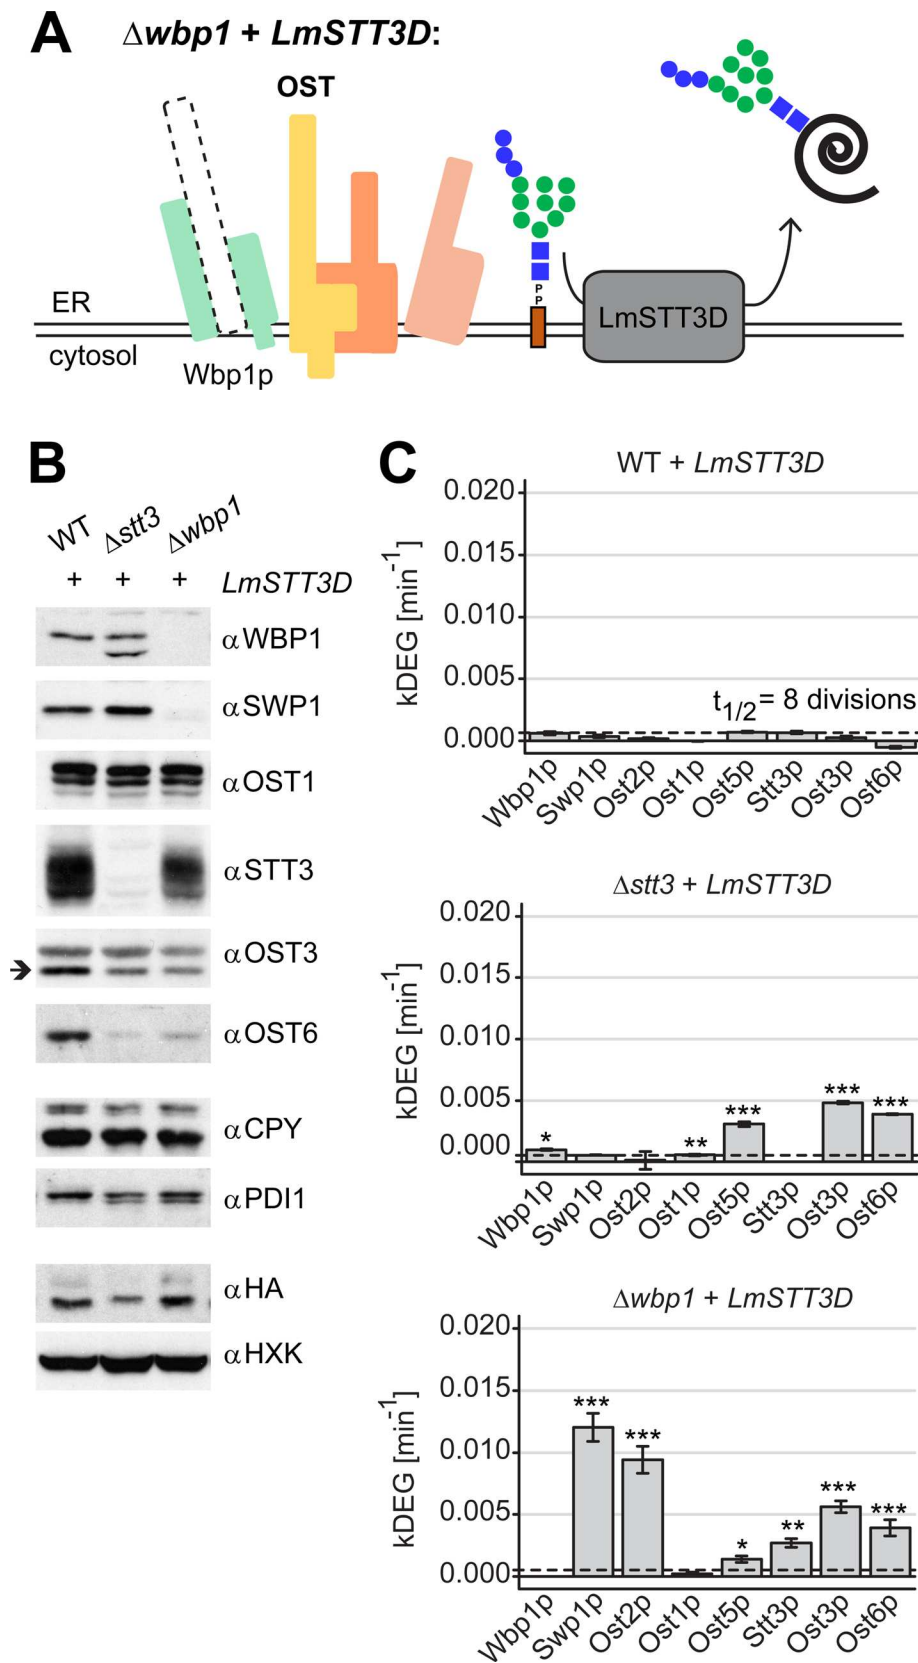 A
Δwbp1 + LmSTT3D:
OST
P
P
LmSTT3D
ER
cytosol
Wbp1p
B
WT
Δstt3
Δwbp1
+ + + LmSTT3D
αWBP1
αSWP1
αOST1
αSTT3
αOST3
αOST6
αCPY
αPDI1
αHA
αHXK
C
WT + LmSTT3D
kDEG [min-1]
0.020
0.015
0.010
0.005
0.000
t1/2= 8 divisions
Wbp1p
Swp1p
Ost2p
Ost1p
Ost5p
Stt3p
Ost3p
Ost6p
Δstt3 + LmSTT3D
kDEG [min-1]
0.020
0.015
0.010
0.005
0.000
*
**
***
***
***
Wbp1p
Swp1p
Ost2p
Ost1p
Ost5p
Stt3p
Ost3p
Ost6p
Δwbp1 + LmSTT3D
kDEG [min-1]
0.020
0.015
0.010
0.005
0.000
***
***
*
**
***
***
Wbp1p
Swp1p
Ost2p
Ost1p
Ost5p
Stt3p
Ost3p
Ost6p